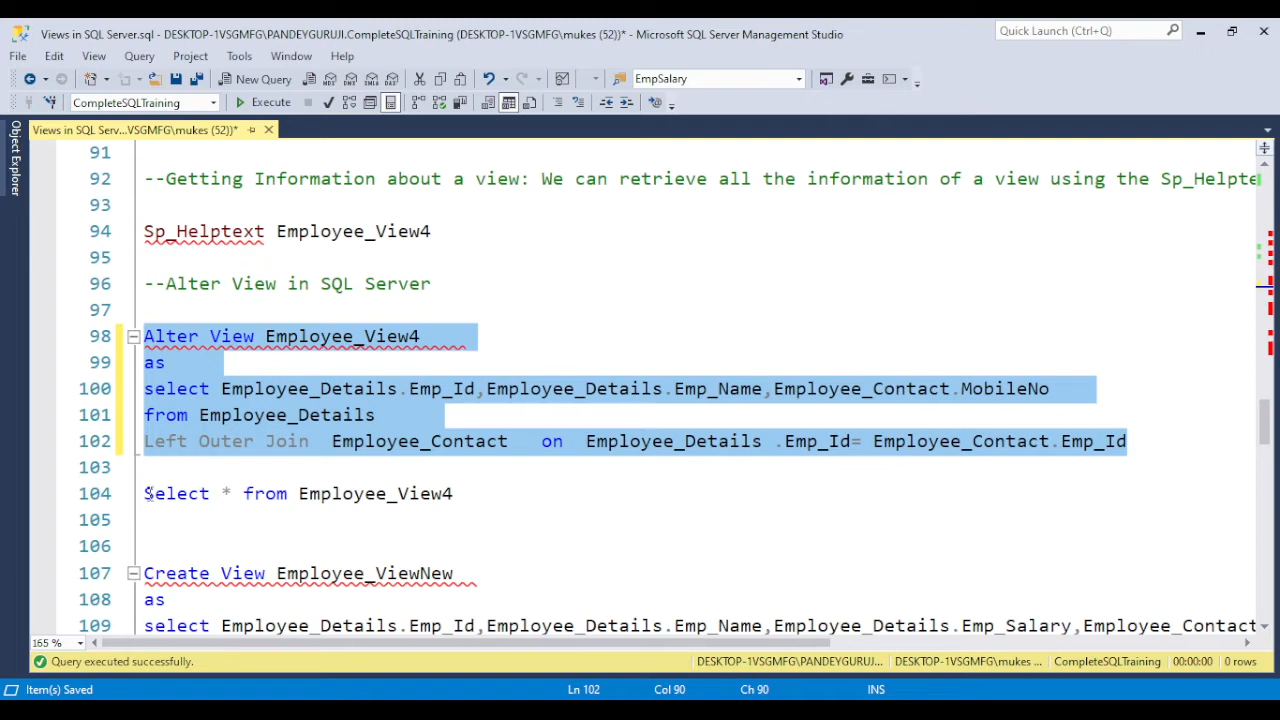 Views in SQL Server.sql - DESKTOP-1VSGMFG\PANDEYGURUJI.CompleteSQLTraining (DESKTOP-1VSGMFG\mukes (52))* - Microsoft SQL Server Management Studio
Quick Launch (Ctrl+Q)
File Edit View Query Project Tools Window Help
New Query
EmpSalary
CompleteSQLTraining
Execute
Views in SQL Serv...VSGMFG\mukes (52))*
Object Explorer
91
92 --Getting Information about a view: We can retrieve all the information of a view using the Sp_Helpte
93
94 Sp_Helptext Employee_View4
95
96 --Alter View in SQL Server
97
98 Alter View Employee_View4
99 as
100 select Employee_Details.Emp_Id,Employee_Details.Emp_Name,Employee_Contact.MobileNo
101 from Employee_Details
102 Left Outer Join Employee_Contact on Employee_Details .Emp_Id= Employee_Contact.Emp_Id
103
104 Select * from Employee_View4
105
106
107 Create View Employee_ViewNew
108 as
109 select Employee_Details.Emp_Id,Employee_Details.Emp_Name,Employee_Details.Emp_Salary,Employee_Contact
165 %
Query executed successfully.
DESKTOP-1VSGMFG\PANDEYGURUJI... DESKTOP-1VSGMFG\mukes ... CompleteSQLTraining 00:00:00 0 rows
Item(s) Saved
Ln 102 Col 90 Ch 90 INS